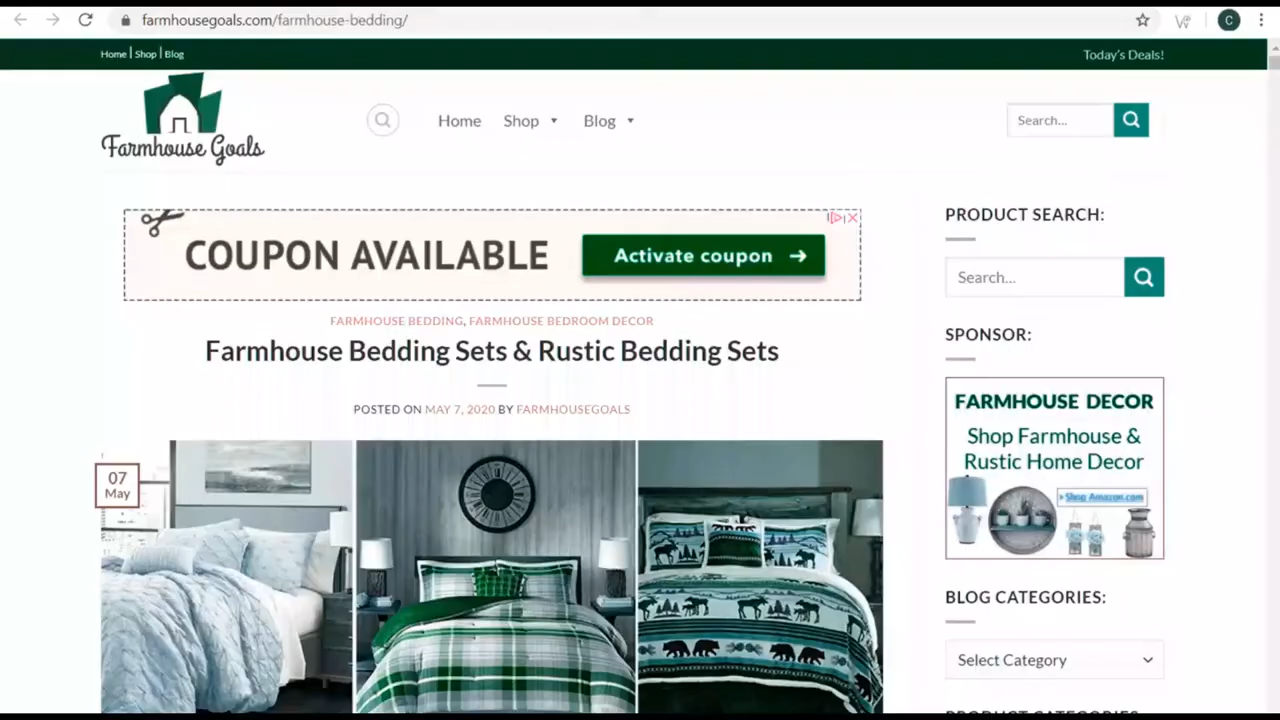 farmhousegoals.com/farmhouse-bedding/
C
Home | Shop | Blog
Today's Deals!
Farmhouse Goals
Home
Shop
Blog
Search...
COUPON AVAILABLE
Activate coupon →
PRODUCT SEARCH:
Search...
FARMHOUSE BEDDING, FARMHOUSE BEDROOM DECOR
Farmhouse Bedding Sets & Rustic Bedding Sets
POSTED ON MAY 7, 2020 BY FARMHOUSEGOALS
07
May
SPONSOR:
FARMHOUSE DECOR
Shop Farmhouse &
Rustic Home Decor
Shop Amazon.com
BLOG CATEGORIES:
Select Category
PRODUCT CATEGORIES